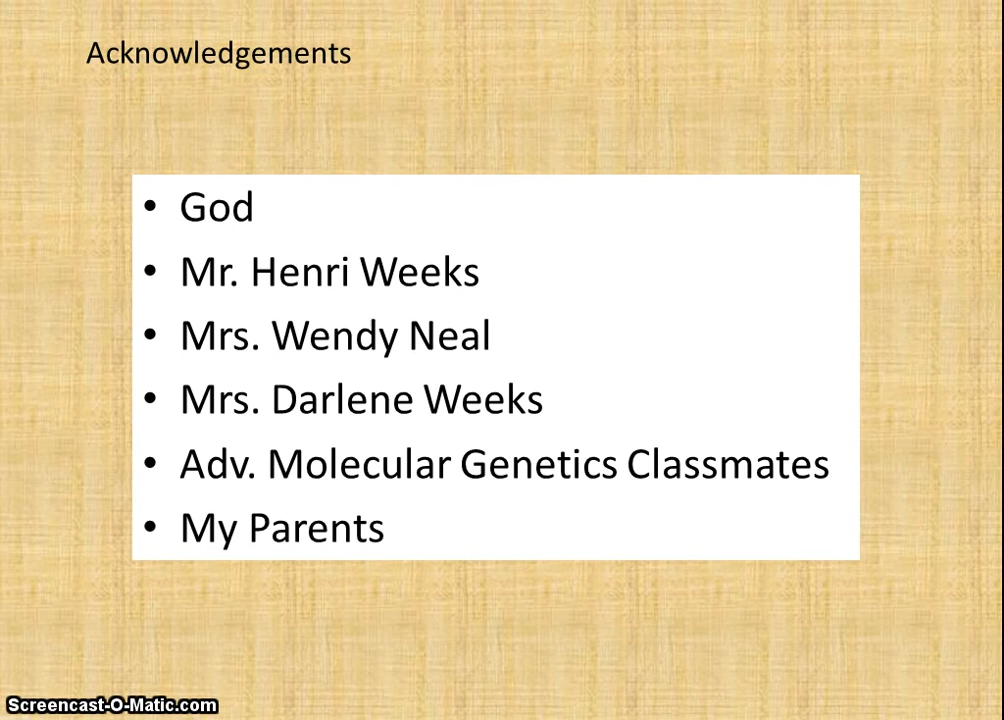 Acknowledgements
• God
• Mr. Henri Weeks
• Mrs. Wendy Neal
• Mrs. Darlene Weeks
• Adv. Molecular Genetics Classmates
• My Parents
Screencast-O-Matic.com